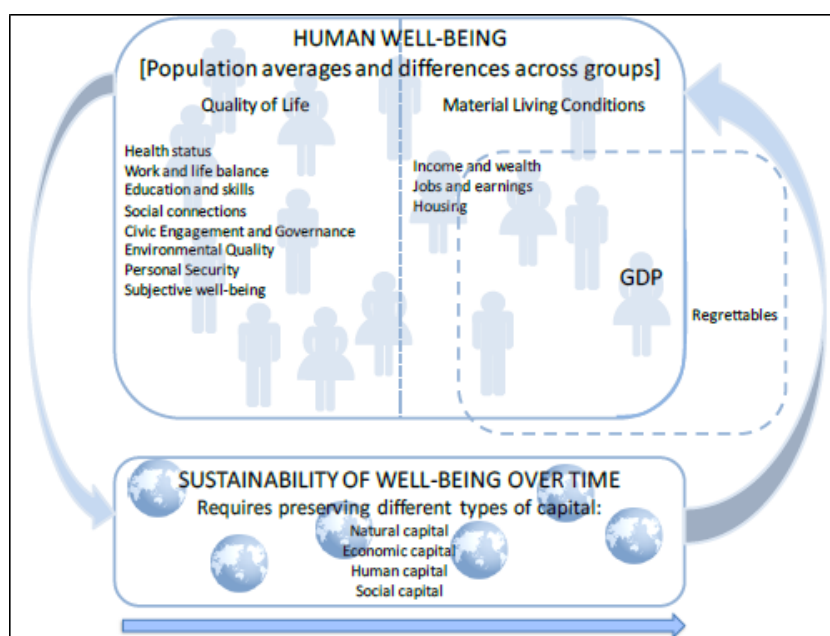 HUMAN WELL-BEING
[Population averages and differences across groups]
Quality of Life
Health status
Work and life balance
Education and skills
Social connections
Civic Engagement and Governance
Environmental Quality
Personal Security
Subjective well-being
Material Living Conditions
Income and wealth
Jobs and earnings
Housing
GDP
Regrettables
SUSTAINABILITY OF WELL-BEING OVER TIME
Requires preserving different types of capital:
Natural capital
Economic capital
Human capital
Social capital